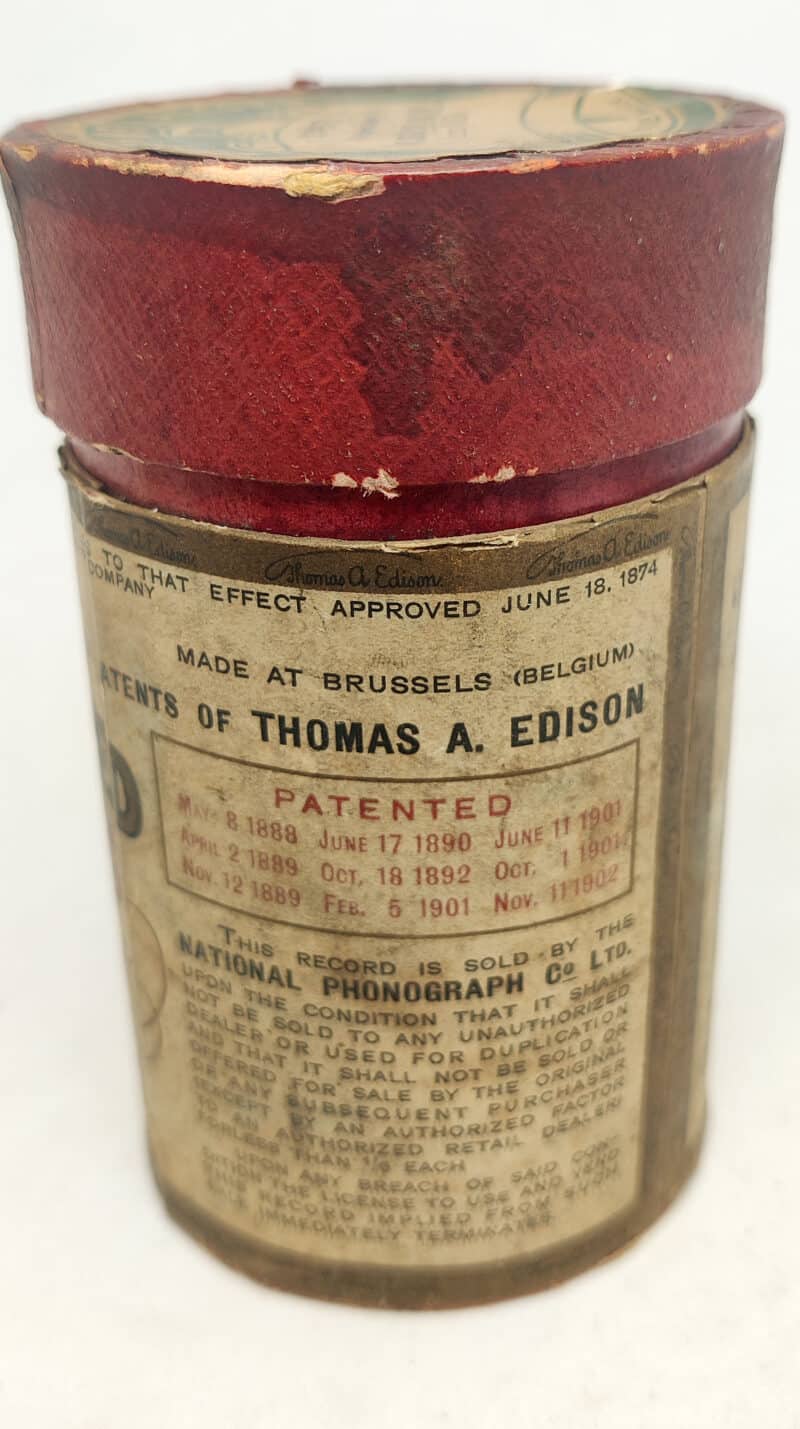 Thomas A. Edison. Thomas A. Edison. Thomas A. Edison
S TO THAT EFFECT APPROVED JUNE 18, 1874
COMPANY
MADE AT BRUSSELS (BELGIUM)
ATENTS OF THOMAS A. EDISON
D
PATENTED
MAY 8 1888 JUNE 17 1890 JUNE 11 1901
APRIL 2 1889 OCT, 18 1892 OCT, 1 1901
NOV. 12 1889 FEB. 5 1901 NOV. 11 1902
THIS RECORD IS SOLD BY THE
NATIONAL PHONOGRAPH Co LTD.
UPON THE CONDITION THAT IT SHALL
NOT BE SOLD TO ANY UNAUTHORIZED
DEALER OR USED FOR DUPLICATION
AND THAT IT SHALL NOT BE SOLD OR
OFFERED FOR SALE BY THE ORIGINAL
OR ANY SUBSEQUENT PURCHASER
(EXCEPT BY AN AUTHORIZED FACTOR
TO AN AUTHORIZED RETAIL DEALER)
FOR LESS THAN 1/6 EACH
UPON ANY BREACH OF SAID CON-
DITION THE LICENSE TO USE AND VEND
THIS RECORD IMPLIED FROM SUCH
SALE IMMEDIATELY TERMINATES.